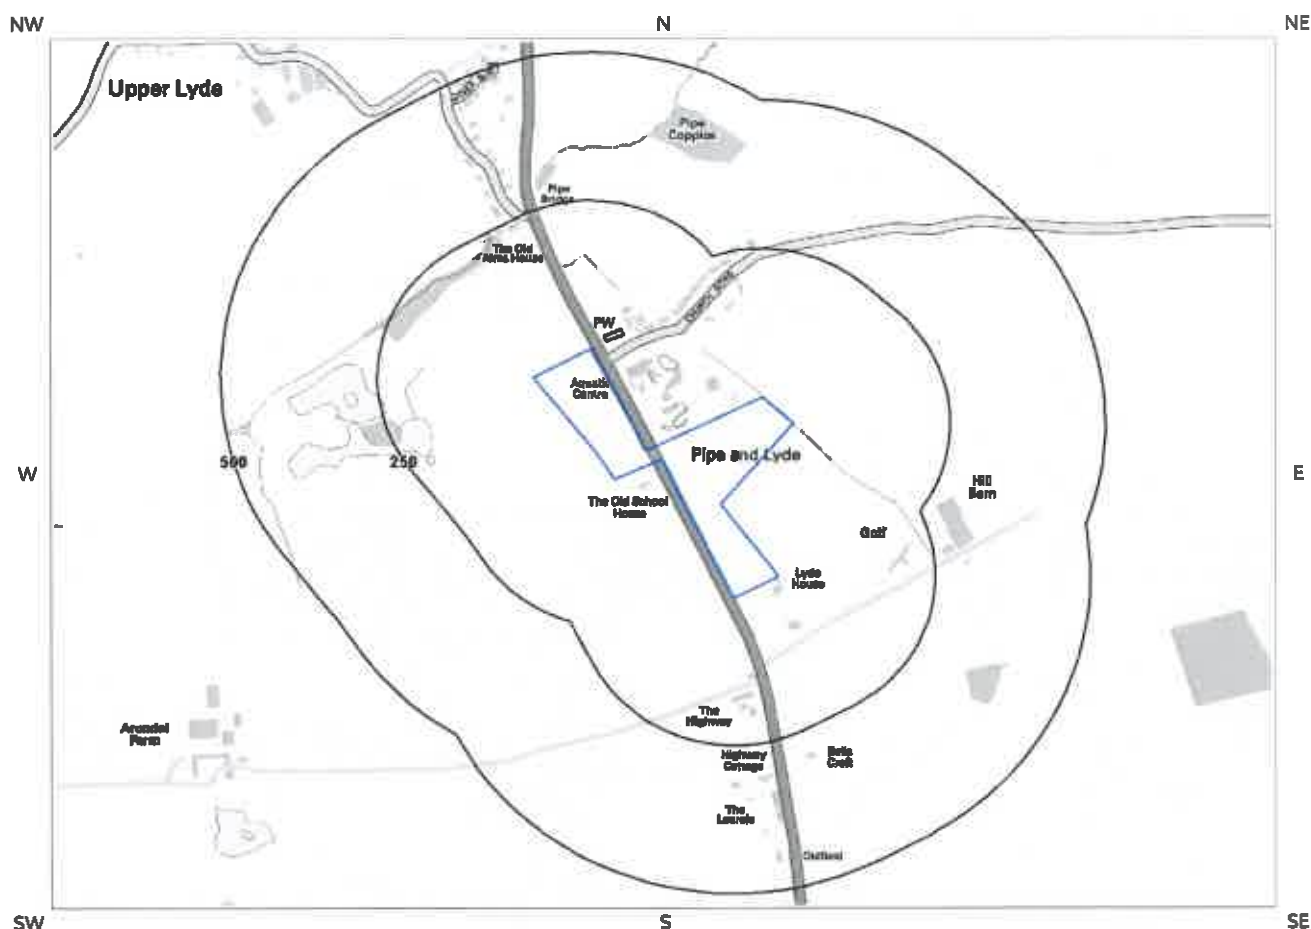 NW
N
NE
Upper Lyde
Pipe
Coppice
Pipe
Bridge
The Old
Alms House
PW
Aquatic
Centre
Pipe and Lyde
500
250
W
E
Hill
Barn
The Old School
House
Golf
Lyde
House
The
Highway
Arundel
Farm
Highway
Cottage
Croft
The
Laurels
SW
S
SE